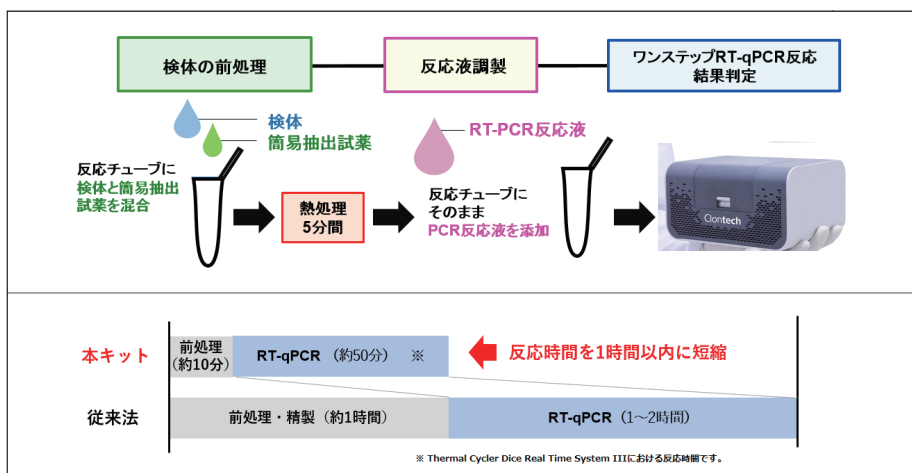 検体の前処理
反応液調製
ワンステップRT-qPCR反応
結果判定
検体
簡易抽出試薬
反応チューブに
検体と簡易抽出
試薬を混合
熱処理
5分間
RT-PCR反応液
反応チューブに
そのまま
PCR反応液を添加
Clontech
本キット
前処理
(約10分)
RT-qPCR (約50分) ※
反応時間を1時間以内に短縮
従来法
前処理・精製 (約1時間)
RT-qPCR (1～2時間)
※ Thermal Cycler Dice Real Time System IIIにおける反応時間です。